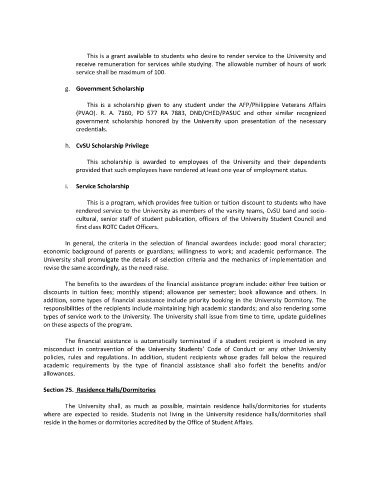 This is a grant available to students who desire to render service to the University and
receive remuneration for services while studying. The allowable number of hours of work
service shall be maximum of 100.
g. Government Scholarship
This is a scholarship given to any student under the AFP/Philippine Veterans Affairs
(PVAO). R. A. 7160, PD 577 RA 7883, DND/CHED/PASUC and other similar recognized
government scholarship honored by the University upon presentation of the necessary
credentials.
h. CvSU Scholarship Privilege
This scholarship is awarded to employees of the University and their dependents
provided that such employees have rendered at least one year of employment status.
i. Service Scholarship
This is a program, which provides free tuition or tuition discount to students who have
rendered service to the University as members of the varsity teams, CvSU band and socio-
cultural, senior staff of student publication, officers of the University Student Council and
first class ROTC Cadet Officers.
In general, the criteria in the selection of financial awardees include: good moral character;
economic background of parents or guardians; willingness to work; and academic performance. The
University shall promulgate the details of selection criteria and the mechanics of implementation and
revise the same accordingly, as the need raise.
The benefits to the awardees of the financial assistance program include: either free tuition or
discounts in tuition fees; monthly stipend; allowance per semester; book allowance and others. In
addition, some types of financial assistance include priority booking in the University Dormitory. The
responsibilities of the recipients include maintaining high academic standards; and also rendering some
types of service work to the University. The University shall issue from time to time, update guidelines
on these aspects of the program.
The financial assistance is automatically terminated if a student recipient is involved in any
misconduct in contravention of the University Students' Code of Conduct or any other University
policies, rules and regulations. In addition, student recipients whose grades fall below the required
academic requirements by the type of financial assistance shall also forfeit the benefits and/or
allowances.
Section 25. Residence Halls/Dormitories
The University shall, as much as possible, maintain residence halls/dormitories for students
where are expected to reside. Students not living in the University residence halls/dormitories shall
reside in the homes or dormitories accredited by the Office of Student Affairs.